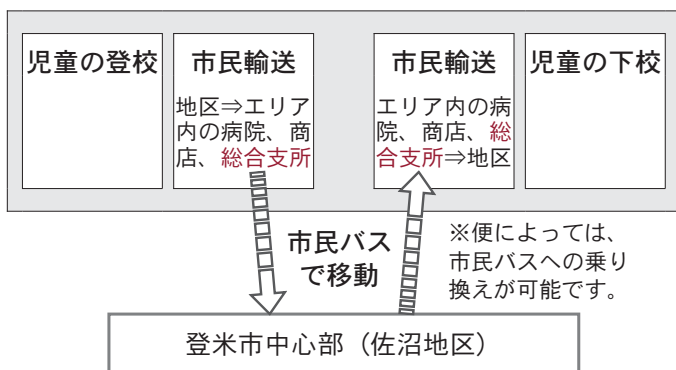 児童の登校
市民輸送
地区⇒エリア
内の病院、商
店、総合支所
市民輸送
エリア内の病
院、商店、総
合支所⇒地区
児童の下校
市民バス
で移動
※便によっては、
市民バスへの乗り
換えが可能です。
登米市中心部（佐沼地区）